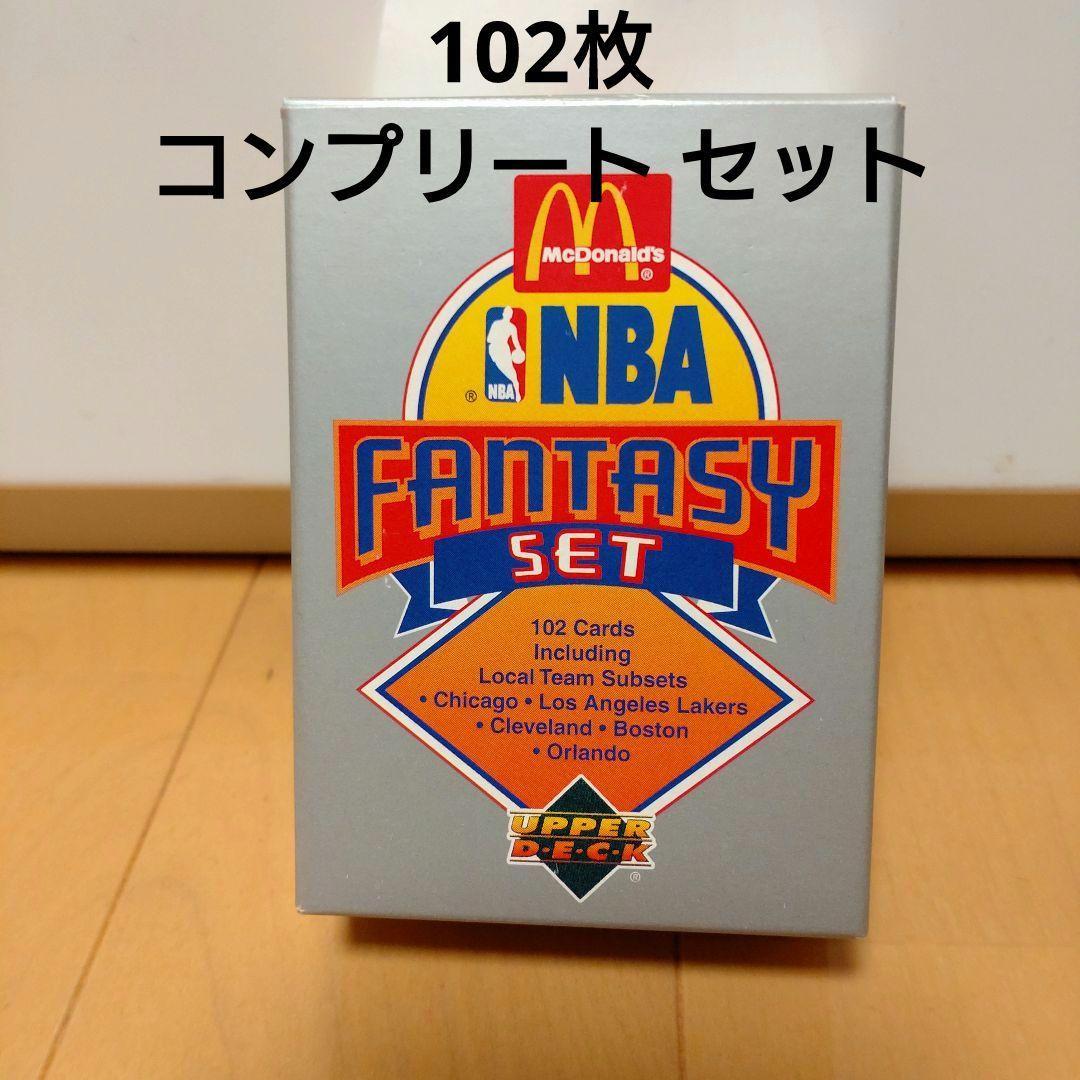 102枚
コンプリート セット
McDonald's
®
NBA
NBA
®
FANTASY
SET
102 Cards
Including
Local Team Subsets
• Chicago • Los Angeles Lakers
• Cleveland • Boston
• Orlando
UPPER
D·E·C·K
®